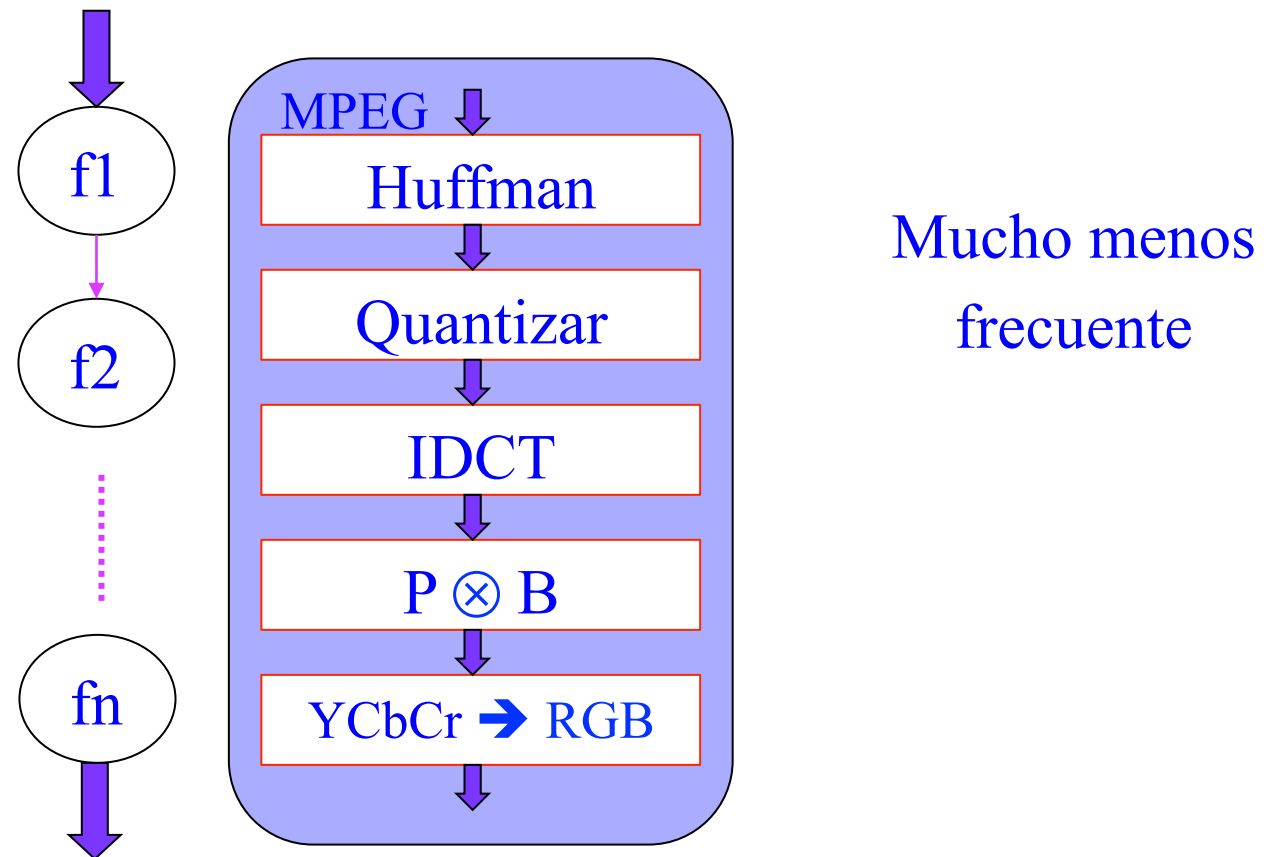 f1
f2
fn
MPEG
Huffman
Quantizar
IDCT
P ⊗ B
YCbCr ➔ RGB
Mucho menos
frecuente